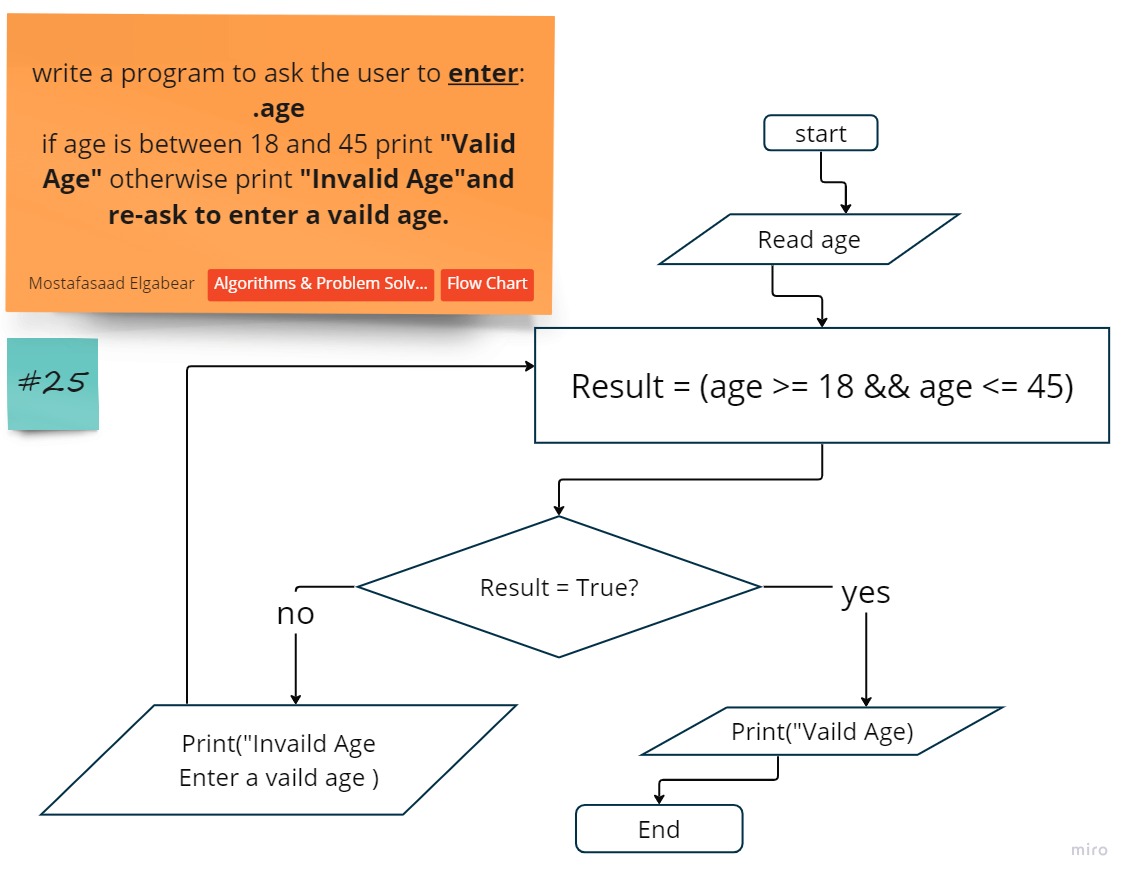 write a program to ask the user to enter:
.age
if age is between 18 and 45 print "Valid
Age" otherwise print "Invalid Age"and
re-ask to enter a vaild age.
Mostafasaad Elgabear
Algorithms & Problem Solv...
Flow Chart
#25
start
Read age
Result = (age >= 18 && age <= 45)
Result = True?
no
yes
Print("Invaild Age
Enter a vaild age )
Print("Vaild Age)
End
miro